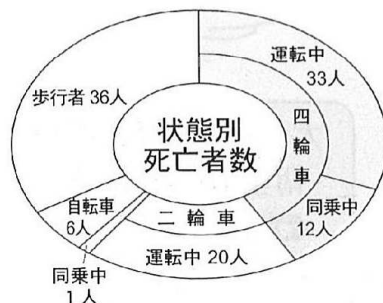 状態別
死亡者数
四輪車
運転中
33人
同乗中
12人
二輪車
運転中 20人
同乗中
1人
自転車
6人
歩行者 36人